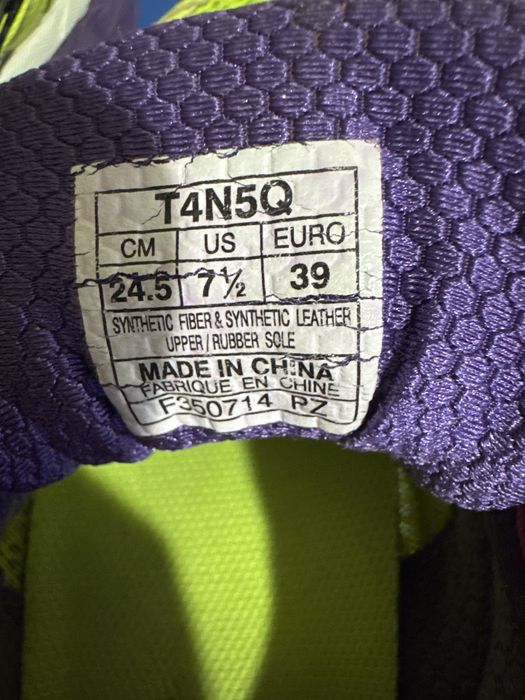 T4N5Q
CM US EURO
24.5 7½ 39
SYNTHETIC FIBER & SYNTHETIC LEATHER
UPPER / RUBBER SOLE
MADE IN CHINA
FABRIQUE EN CHINE
F350714 PZ